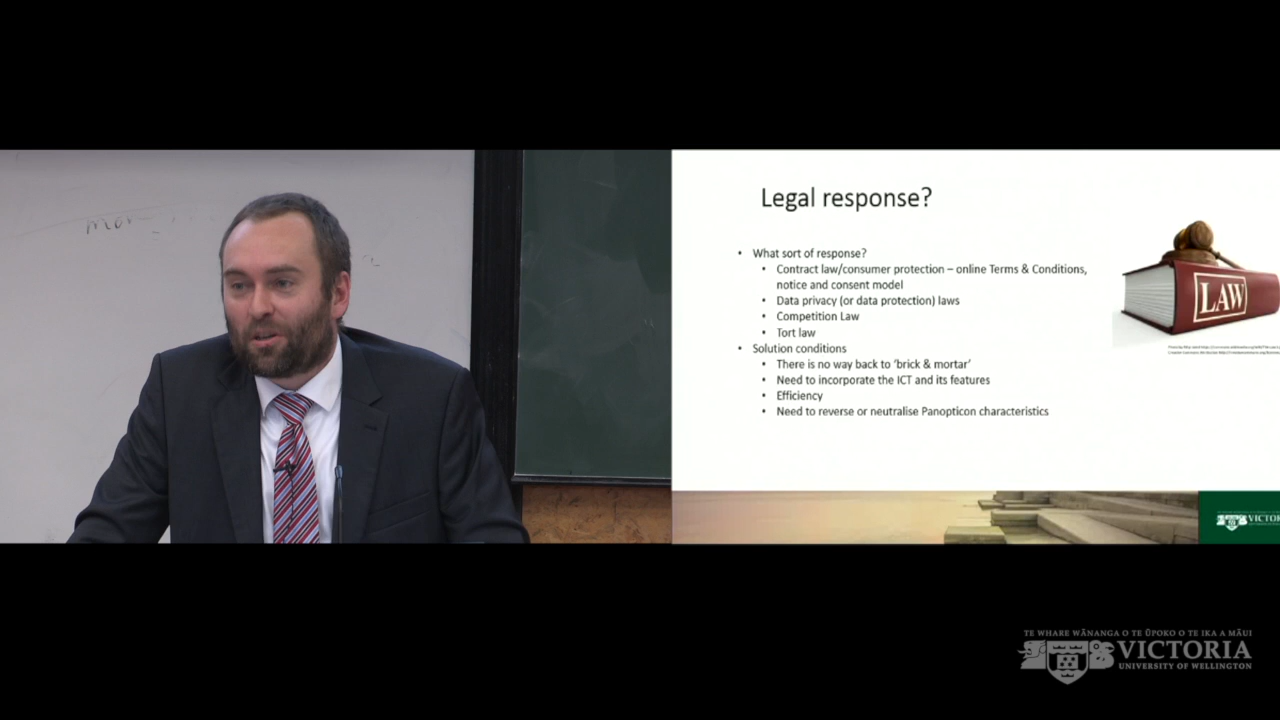 mor
Legal response?
• What sort of response?
• Contract law/consumer protection – online Terms & Conditions,
notice and consent model
• Data privacy (or data protection) laws
• Competition Law
• Tort law
• Solution conditions
• There is no way back to ‘brick & mortar’
• Need to incorporate the ICT and its features
• Efficiency
• Need to reverse or neutralise Panopticon characteristics
LAW
VICTOR
TE WHARE WĀNANGA O TE ŪPOKO O TE IKA A MĀUI
VICTORIA
UNIVERSITY OF WELLINGTON